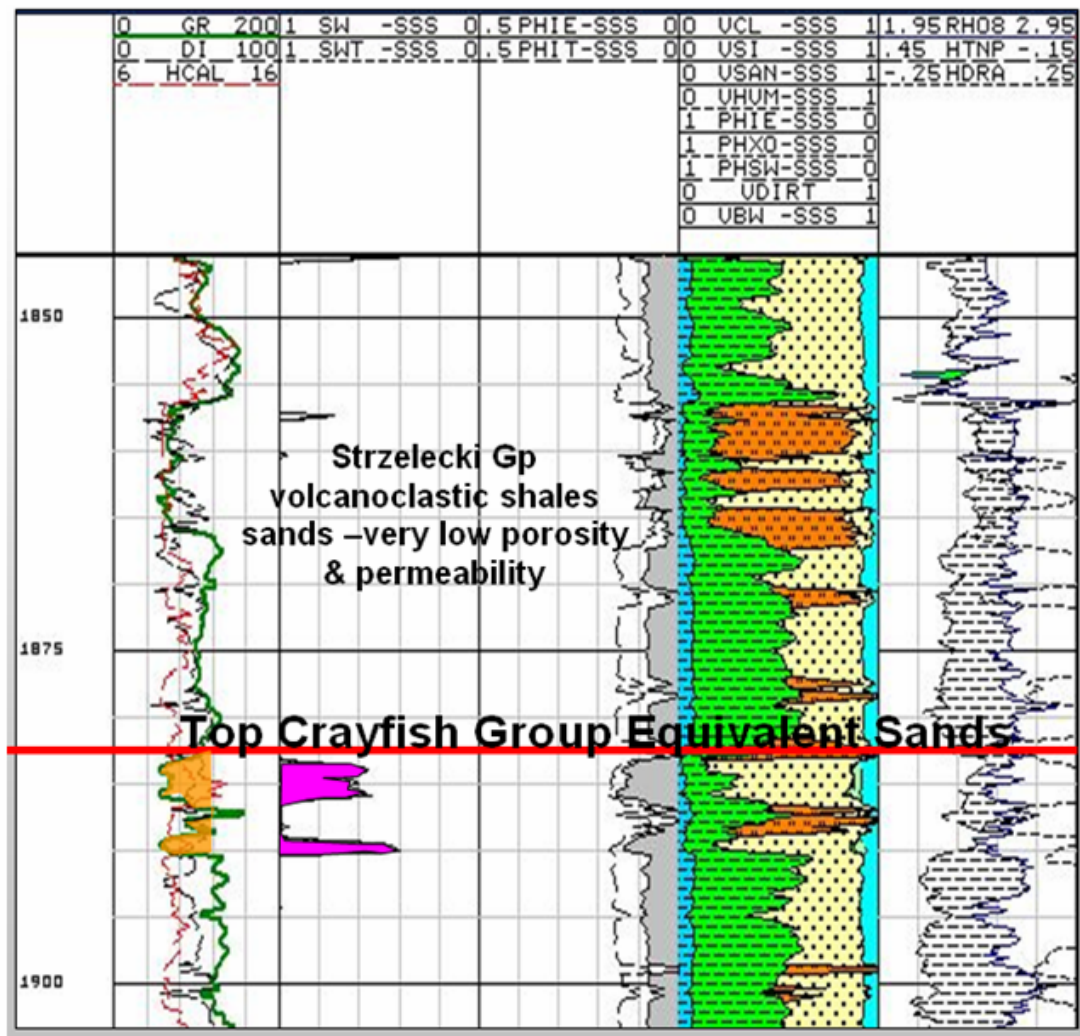 0 GR 200 1 SW -SSS 0 .5 PHIE-SSS 0 0 VCL -SSS 1 1.95 RHO8 2.95
0 DI 100 1 SWT -SSS 0 .5 PHIT-SSS 0 0 VSI -SSS 1 .45 HTNP -.15
6 HCAL 16 0 VSAN-SSS 1 -.25 HDRA .25
0 VHVM-SSS 1
1 PHIE-SSS 0
1 PHXO-SSS 0
1 PHSW-SSS 0
0 VDIRT 1
0 VBW -SSS 1
1850
Strzelecki Gp
volcanoclastic shales
sands –very low porosity
& permeability
1875
Top Crayfish Group Equivalent Sands
1900